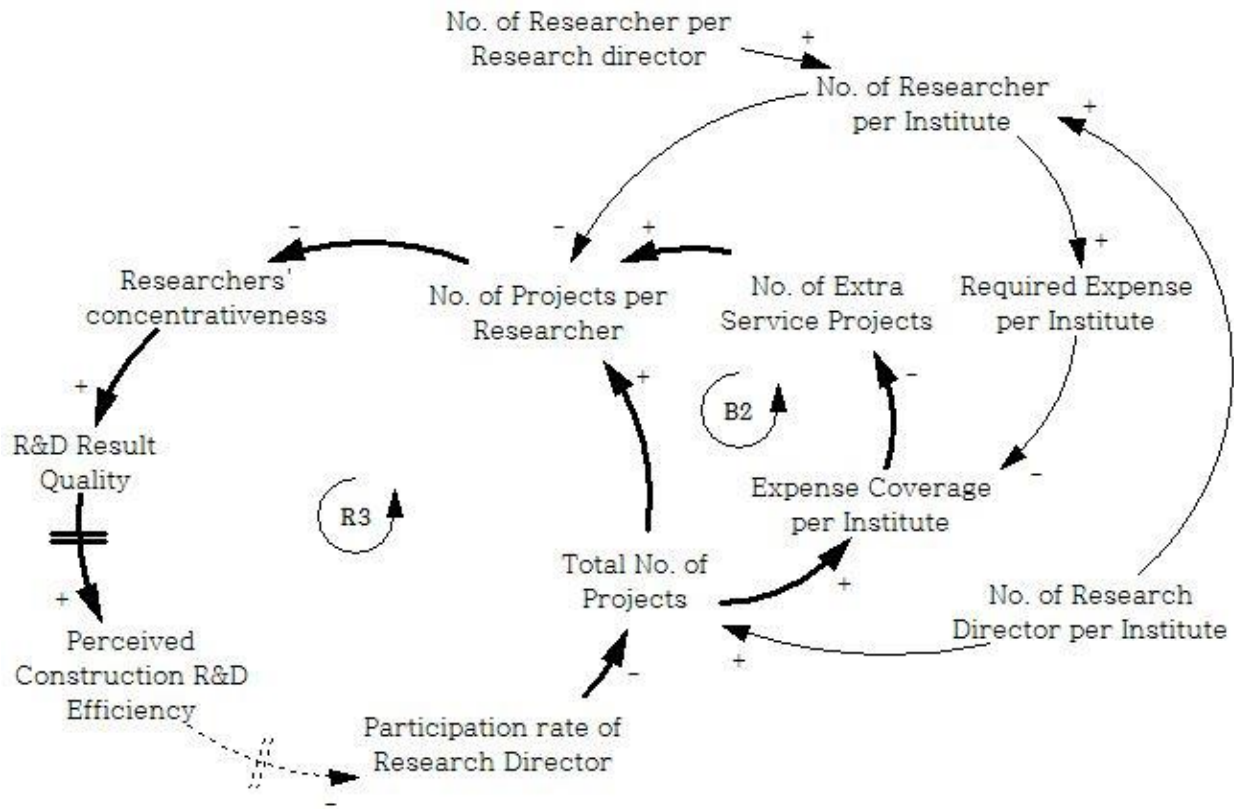 No. of Researcher per
Research director
+
No. of Researcher
per Institute
+
-
+
-
+
Researchers'
concentrativeness
No. of Projects per
Researcher
No. of Extra
Service Projects
Required Expense
per Institute
+
+
-
B2
R&D Result
Quality
-
Expense Coverage
per Institute
R3
Total No. of
Projects
+
No. of Research
Director per Institute
+
Perceived
Construction R&D
Efficiency
+
-
Participation rate of
Research Director
-